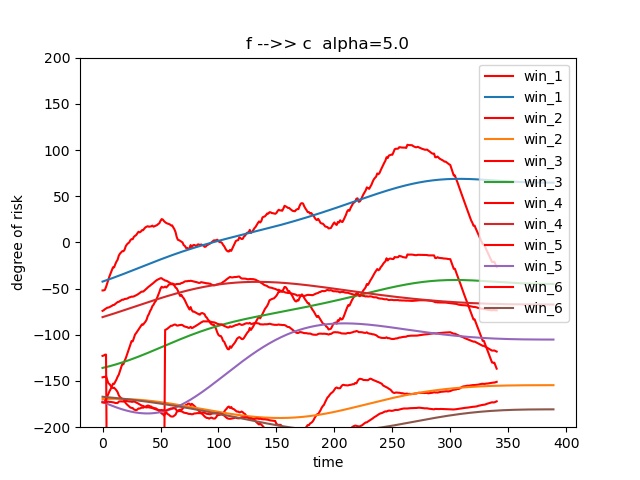 f -->> c  alpha=5.0
degree of risk
200
150
100
50
0
−50
−100
−150
−200
0 50 100 150 200 250 300 350 400
time
win_1
win_1
win_2
win_2
win_3
win_3
win_4
win_4
win_5
win_5
win_6
win_6